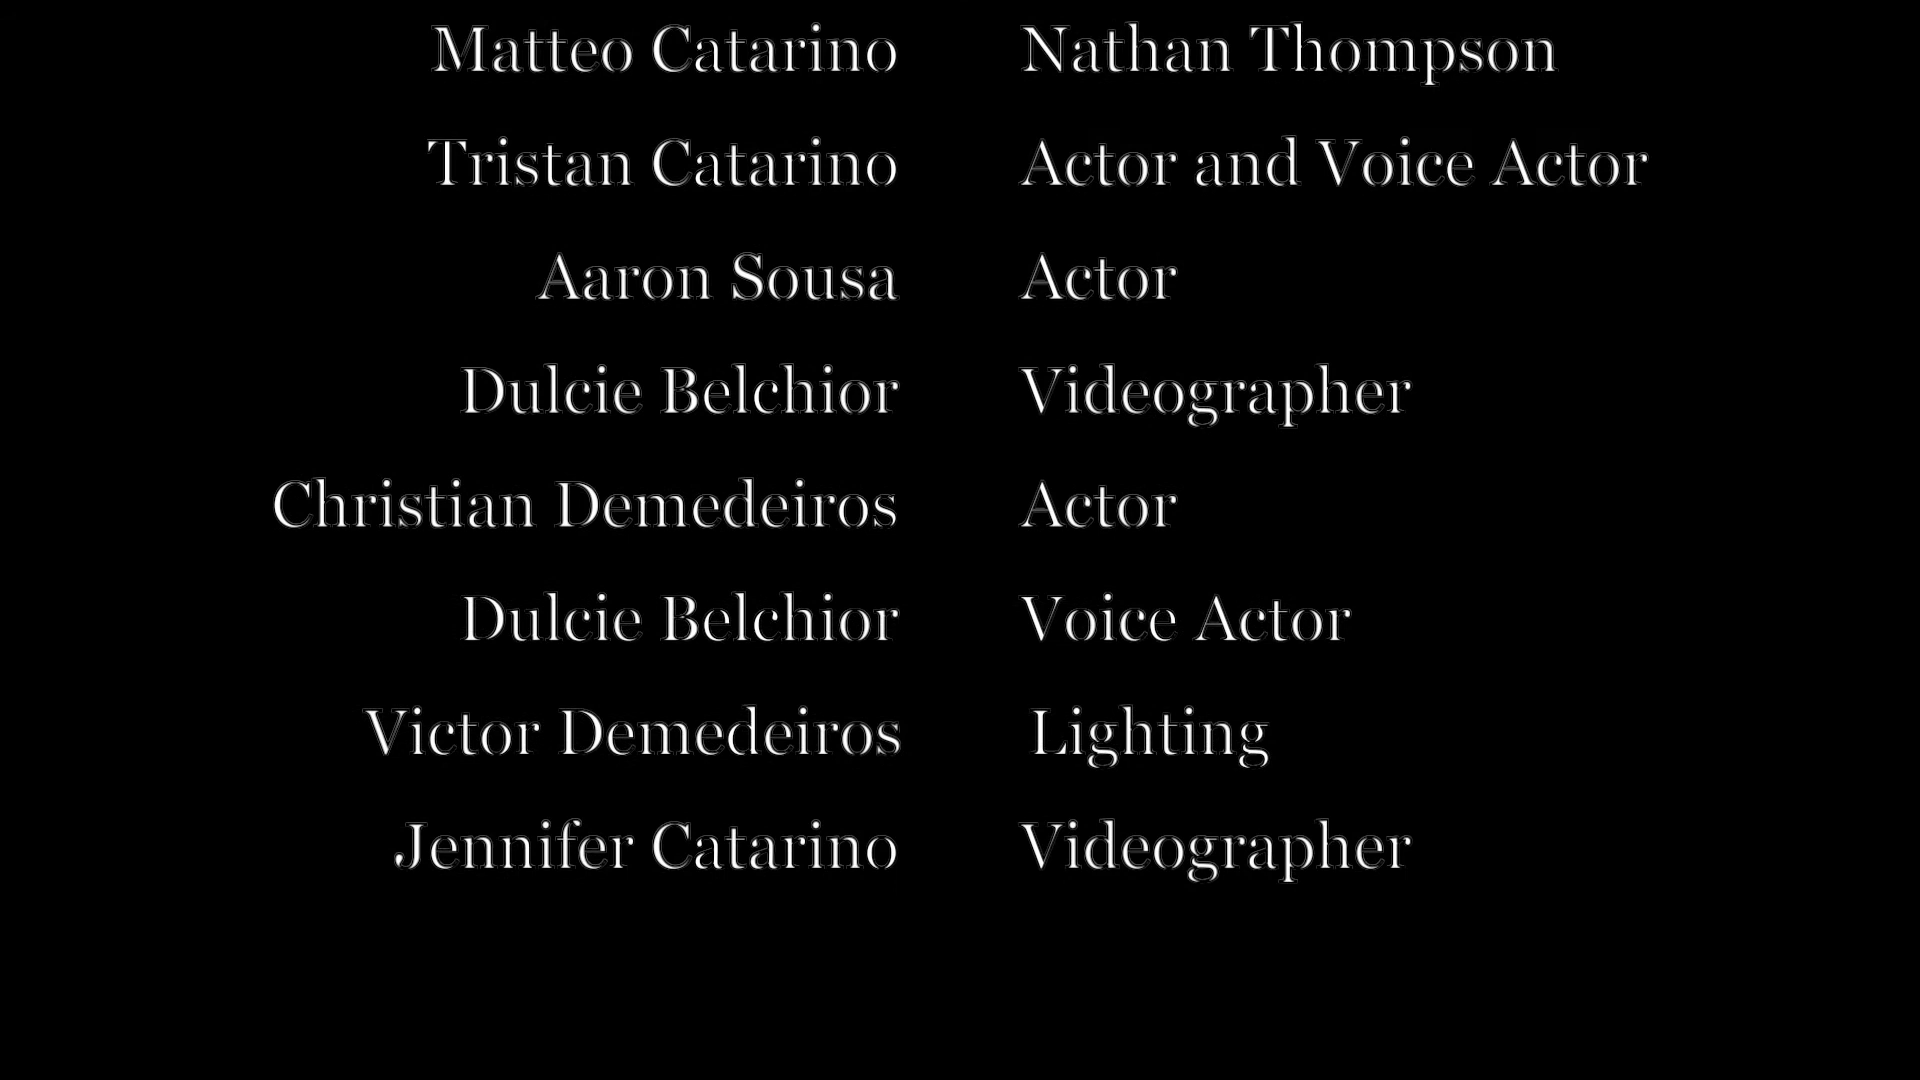 Matteo Catarino Nathan Thompson
Tristan Catarino Actor and Voice Actor
Aaron Sousa Actor
Dulcie Belchior Videographer
Christian Demedeiros Actor
Dulcie Belchior Voice Actor
Victor Demedeiros Lighting
Jennifer Catarino Videographer